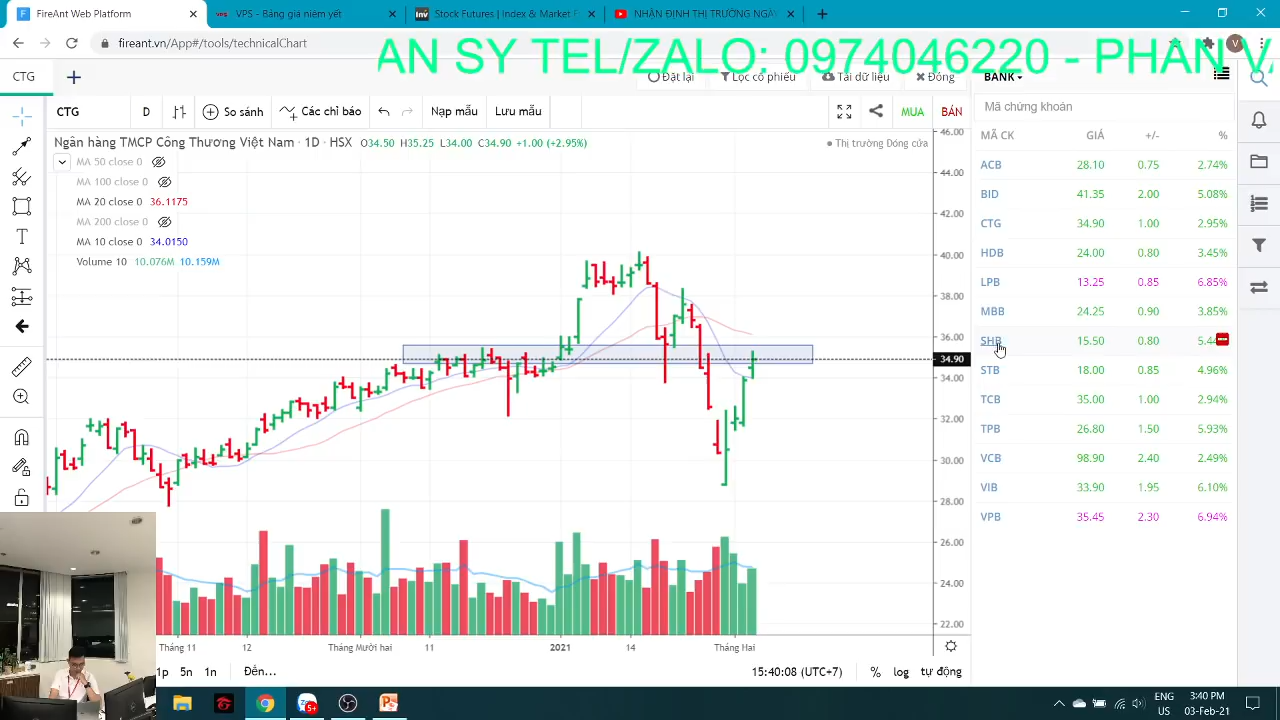 FireAnt Web Platform
VPS - Bảng giá niêm yết
Stock Futures | Index & Market E
NHẬN ĐỊNH THỊ TRƯỜNG NGÀY
fireant.vn/App#/tools/technicalChart
AN SY TEL/ZALO: 0974046220 - PHAN V
CTG
Đặt lại
Lọc cổ phiếu
Tải dữ liệu
Đóng
BANK
CTG
D
So sánh
Các chỉ báo
Nạp mẫu
Lưu mẫu
MUA
BÁN
Mã chứng khoán
Ngân hàng TMCP Công Thương Việt Nam · 1D · HSX O34.50 H35.25 L34.00 C34.90 +1.00 (+2.95%)
Thị trường Đóng cửa
MA 50 close 0
MA 100 close 0
MA 20 close 0 36.1175
MA 200 close 0
MA 10 close 0 34.0150
Volume 10 10.076M 10.159M
46.00
44.00
42.00
40.00
38.00
36.00
34.90
34.00
32.00
30.00
28.00
26.00
24.00
22.00
MÃ CK GIÁ +/- %
ACB 28.10 0.75 2.74%
BID 41.35 2.00 5.08%
CTG 34.90 1.00 2.95%
HDB 24.00 0.80 3.45%
LPB 13.25 0.85 6.85%
MBB 24.25 0.90 3.85%
SHB 15.50 0.80
STB 18.00 0.85 4.96%
TCB 35.00 1.00 2.94%
TPB 26.80 1.50 5.93%
VCB 98.90 2.40 2.49%
VIB 33.90 1.95 6.10%
VPB 35.45 2.30 6.94%
Tháng 11 12 Tháng Mười hai 11 2021 14 Tháng Hai
1p 5n 1n Đến...
15:40:08 (UTC+7) % log tự động
5+
ENG
US
3:40 PM
03-Feb-21